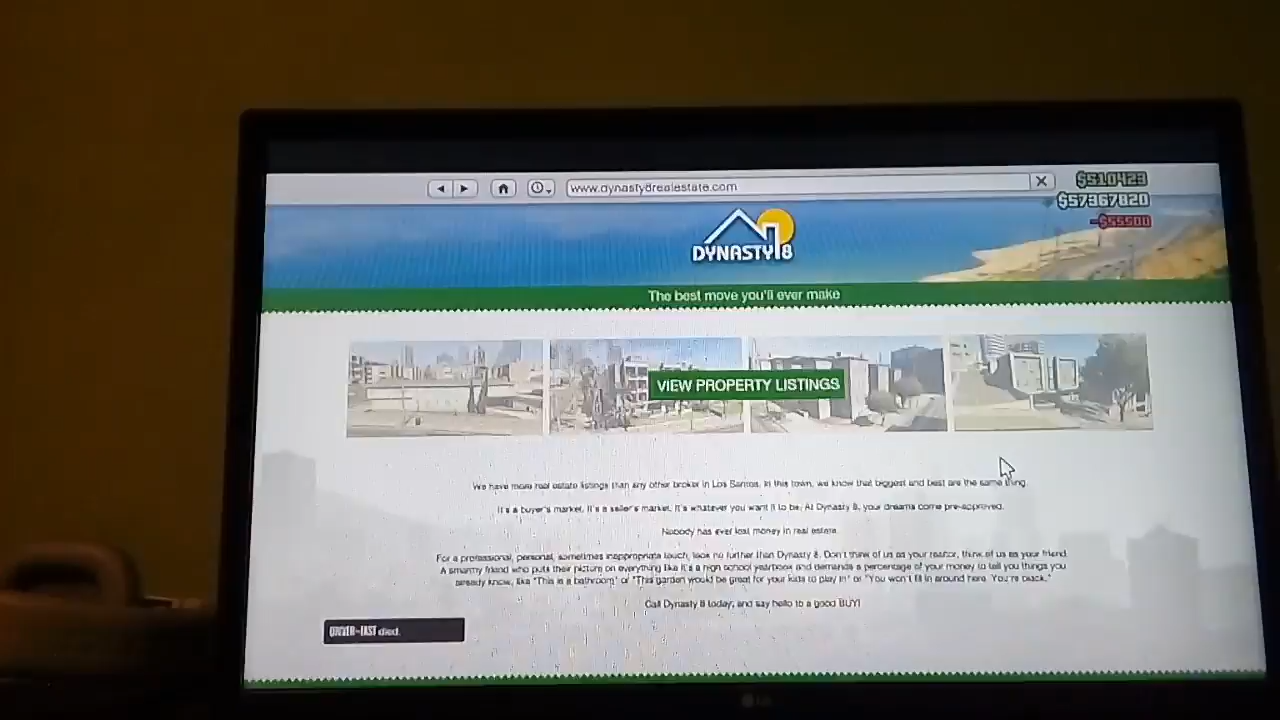 www.dynasty8realestate.com
$510423
$57367820
-$55500
DYNASTY 8
The best move you'll ever make
VIEW PROPERTY LISTINGS
We have more real estate listings than any other broker in Los Santos. In this town, we know that biggest and best are the same thing.
It's a buyer's market. It's a seller's market. It's whatever you want it to be. At Dynasty 8, your dreams come pre-approved.
Nobody has ever lost money in real estate.
For a professional, personal, sometimes inappropriate touch, look no further than Dynasty 8. Don't think of us as your realtor, think of us as your friend.
A smarmy friend who puts their picture on everything like it's a high school yearbook and demands a percentage of your money to tell you things you
already know, like "This is a bathroom" or "This garden would be great for your kids to play in" or "You won't fit in around here. You're black."
Call Dynasty 8 today, and say hello to a good BUY!
died.
LG